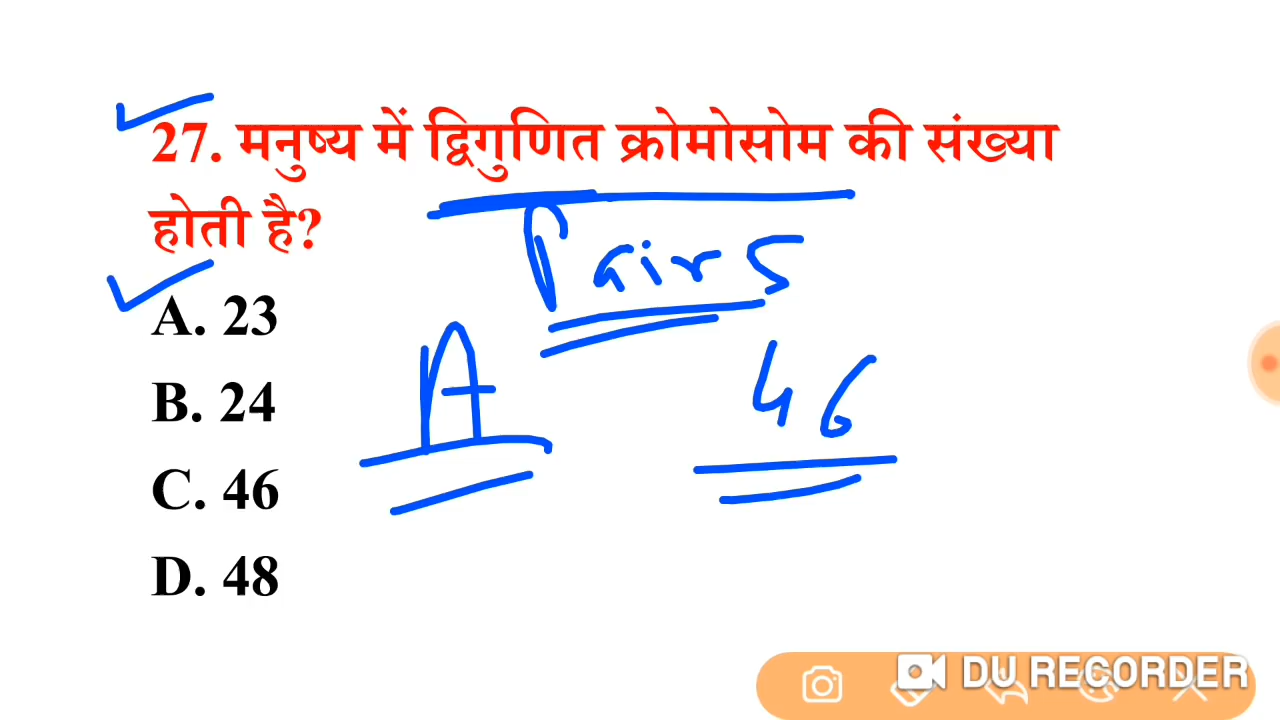 27. मनुष्य में द्विगुणित क्रोमोसोम की संख्या
होती है?
Pairs
A. 23
A
46
B. 24
C. 46
D. 48
DU RECORDER